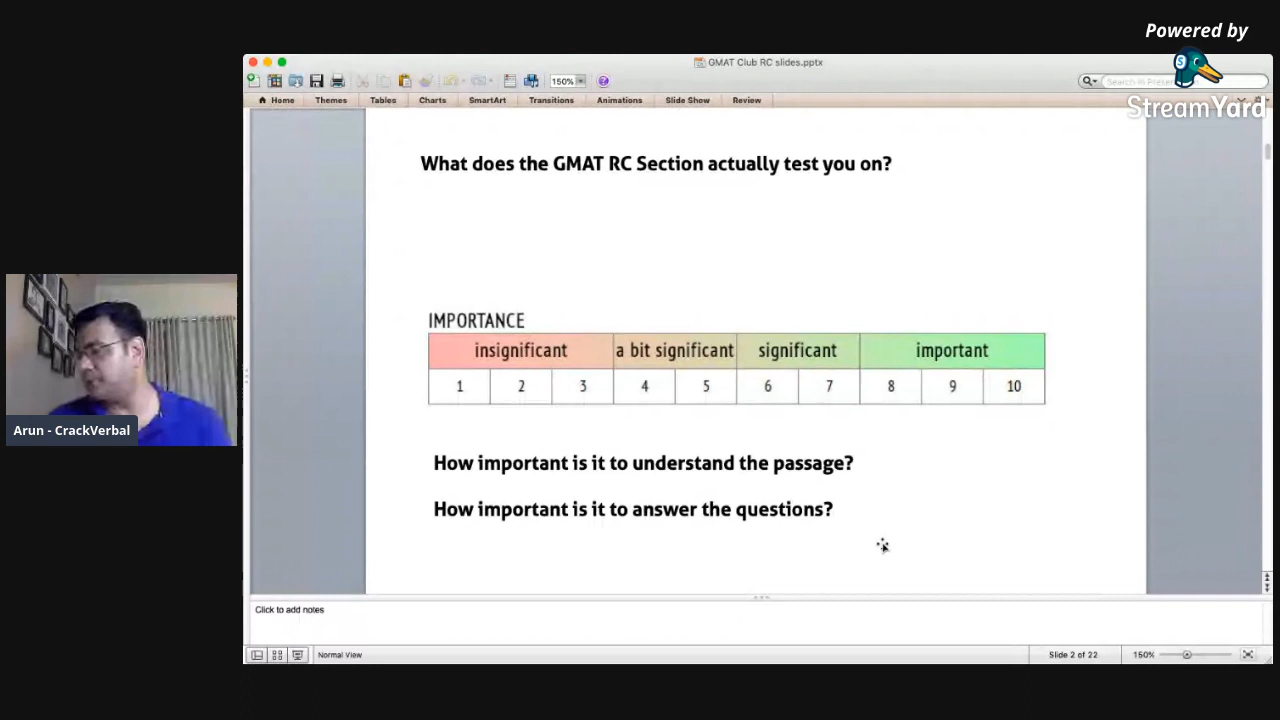 Powered by
StreamYard
GMAT Club RC slides.pptx
150%
Home Themes Tables Charts SmartArt Transitions Animations Slide Show Review
What does the GMAT RC Section actually test you on?
IMPORTANCE
insignificant a bit significant significant important
1 2 3 4 5 6 7 8 9 10
How important is it to understand the passage?
How important is it to answer the questions?
Arun - CrackVerbal
Click to add notes
Normal View Slide 2 of 22 150%